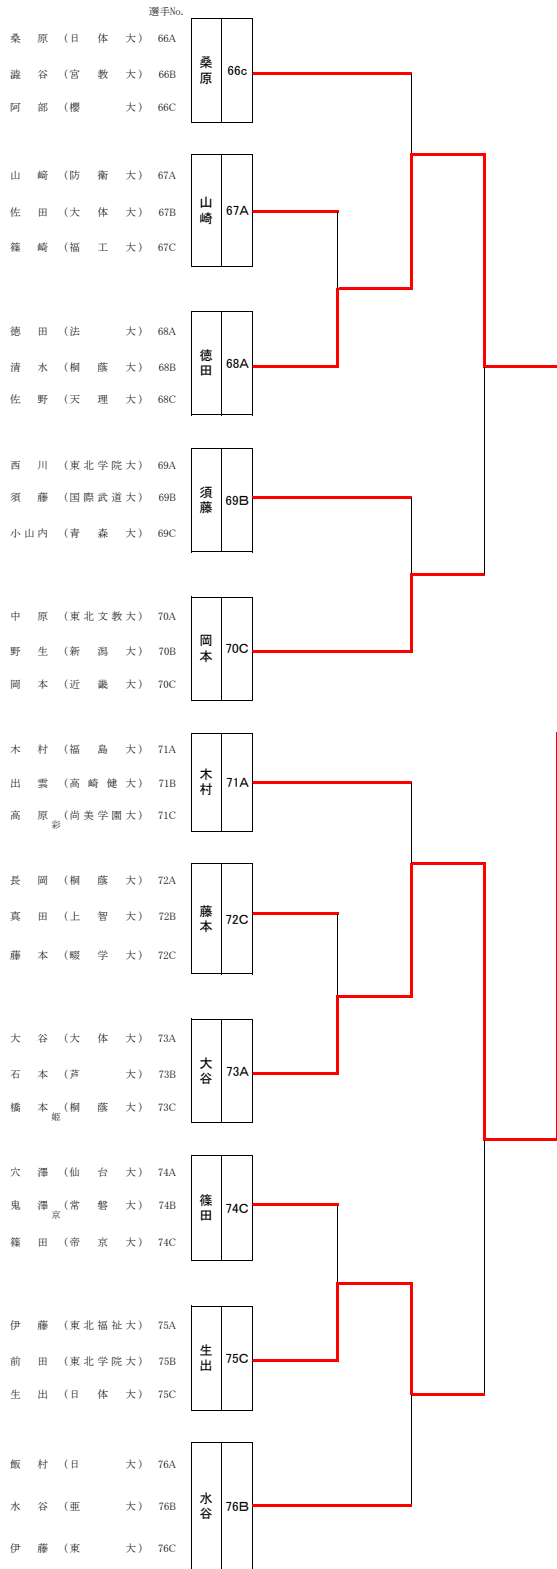 選手No.
桑原（日体大） 66A
澁谷（宮教大） 66B
阿部（櫻大） 66C
桑原 66c
山﨑（防衛大） 67A
佐田（大体大） 67B
篠崎（福工大） 67C
山崎 67A
徳田（法大） 68A
清水（桐蔭大） 68B
佐野（天理大） 68C
徳田 68A
西川（東北学院大） 69A
須藤（国際武道大） 69B
小山内（青森大） 69C
須藤 69B
中原（東北文教大） 70A
野生（新潟大） 70B
岡本（近畿大） 70C
岡本 70C
木村（福島大） 71A
出雲（高崎健大） 71B
高原彩（尚美学園大） 71C
木村 71A
長岡（桐蔭大） 72A
真田（上智大） 72B
藤本（畷学大） 72C
藤本 72C
大谷（大体大） 73A
石本（芦大） 73B
橋本姫（桐蔭大） 73C
大谷 73A
穴澤（仙台大） 74A
鬼澤京（常磐大） 74B
篠田（帝京大） 74C
篠田 74C
伊藤（東北福祉大） 75A
前田（東北学院大） 75B
生出（日体大） 75C
生出 75C
飯村（日大） 76A
水谷（亜大） 76B
伊藤（東大） 76C
水谷 76B